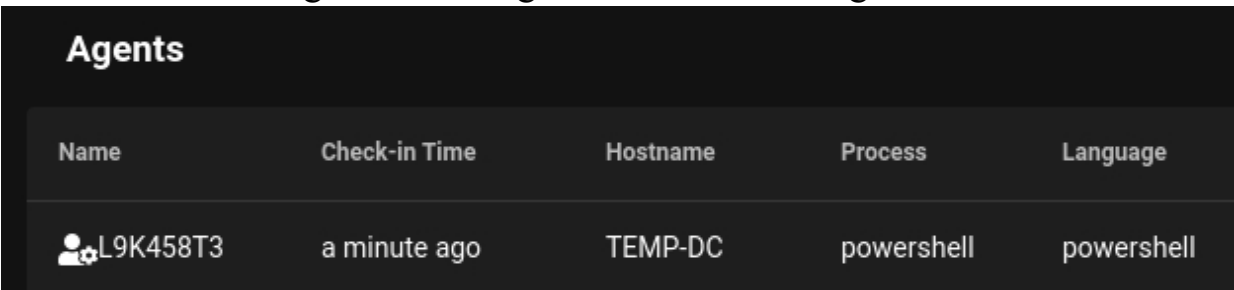 Agents
Name Check-in Time Hostname Process Language
L9K458T3 a minute ago TEMP-DC powershell powershell